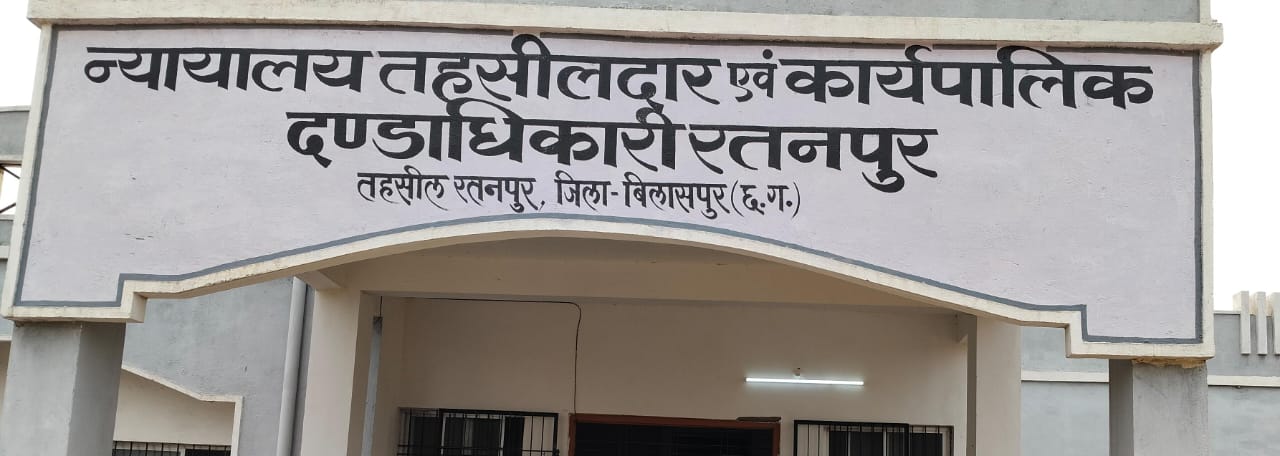 न्यायालय तहसीलदार एवं कार्यपालिक
दण्डाधिकारी रतनपुर
तहसील रतनपुर, जिला-बिलासपुर (छ.ग.)